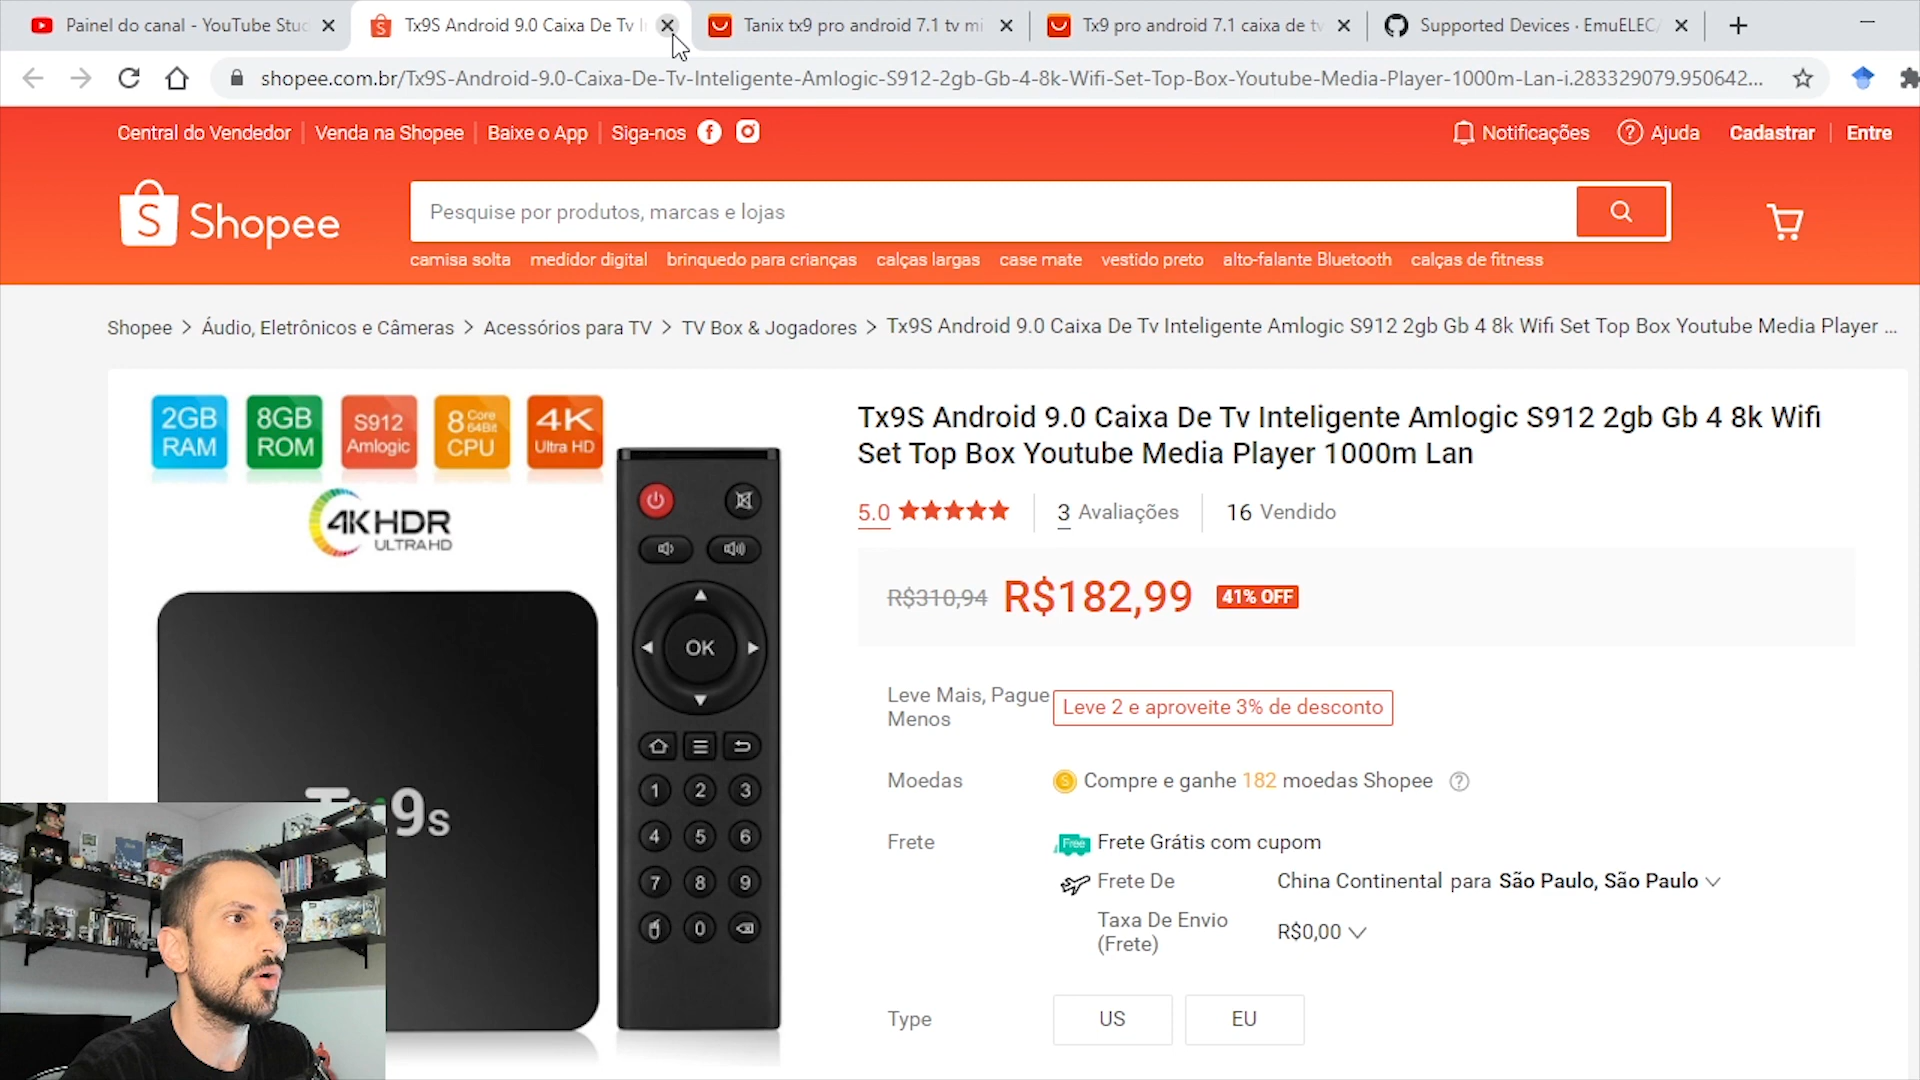 Painel do canal - YouTube Stu
Tx9S Android 9.0 Caixa De Tv
Tanix tx9 pro android 7.1 tv mi
Tx9 pro android 7.1 caixa de tv
Supported Devices · EmuELEC/
shopee.com.br/Tx9S-Android-9.0-Caixa-De-Tv-Inteligente-Amlogic-S912-2gb-Gb-4-8k-Wifi-Set-Top-Box-Youtube-Media-Player-1000m-Lan-i.283329079.950642...
Central do Vendedor
Venda na Shopee
Baixe o App
Siga-nos
Notificações
Ajuda
Cadastrar
Entre
Shopee
Pesquise por produtos, marcas e lojas
camisa solta
medidor digital
brinquedo para crianças
calças largas
case mate
vestido preto
alto-falante Bluetooth
calças de fitness
Shopee > Áudio, Eletrônicos e Câmeras > Acessórios para TV > TV Box & Jogadores > Tx9S Android 9.0 Caixa De Tv Inteligente Amlogic S912 2gb Gb 4 8k Wifi Set Top Box Youtube Media Player ...
2GB
RAM
8GB
ROM
S912
Amlogic
8 Core
64Bit
CPU
4K
Ultra HD
4K HDR
ULTRA HD
OK
1 2 3
4 5 6
7 8 9
0
9s
Tx9S Android 9.0 Caixa De Tv Inteligente Amlogic S912 2gb Gb 4 8k Wifi
Set Top Box Youtube Media Player 1000m Lan
5.0
3 Avaliações
16 Vendido
R$310,94
R$182,99
41% OFF
Leve Mais, Pague
Menos
Leve 2 e aproveite 3% de desconto
Moedas
Compre e ganhe 182 moedas Shopee
Frete
Free
Frete Grátis com cupom
Frete De
China Continental para São Paulo, São Paulo
Taxa De Envio
(Frete)
R$0,00
Type
US
EU